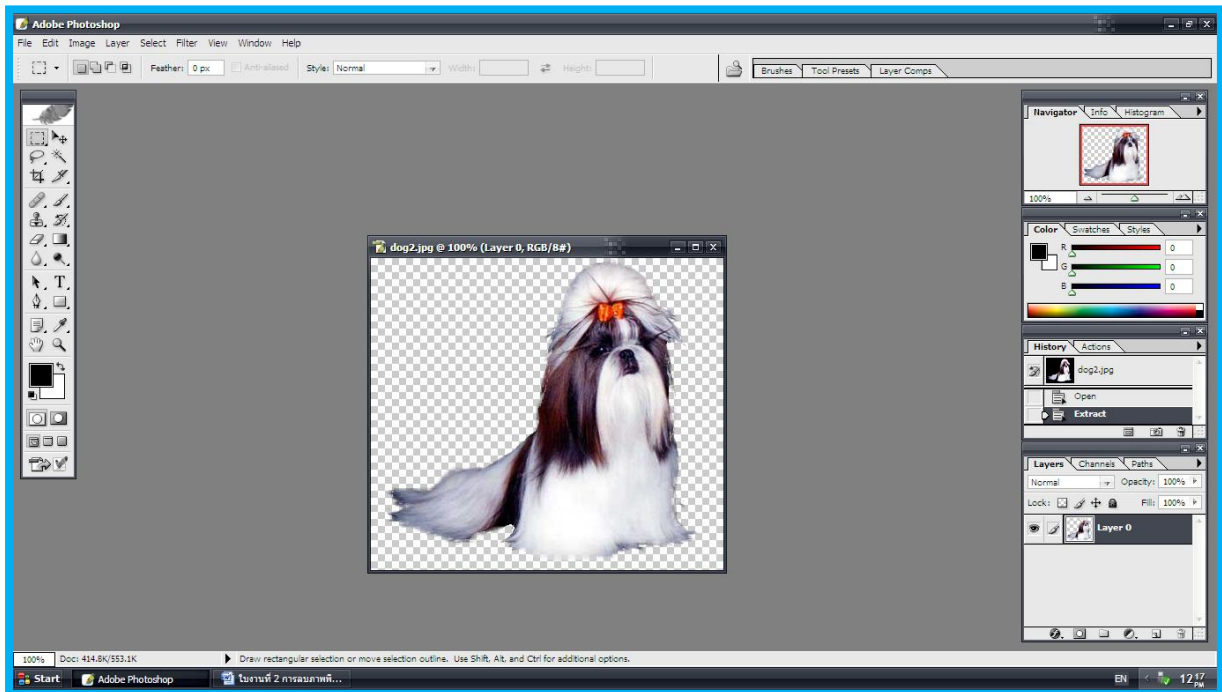 Adobe Photoshop
File Edit Image Layer Select Filter View Window Help
Feather: 0 px Anti-aliased Style: Normal Width: Height: Brushes Tool Presets Layer Comps
Navigator Info Histogram
100%
Color Swatches Styles
R 0
G 0
B 0
dog2.jpg @ 100% (Layer 0, RGB/8#)
T
History Actions
dog2.jpg
Open
Extract
Layers Channels Paths
Normal Opacity: 100%
Lock: Fill: 100%
Layer 0
100% Doc: 414.8K/553.1K Draw rectangular selection or move selection outline. Use Shift, Alt, and Ctrl for additional options.
Start Adobe Photoshop ใบงานที่ 2 การลบภาพพื... EN 12:17 PM